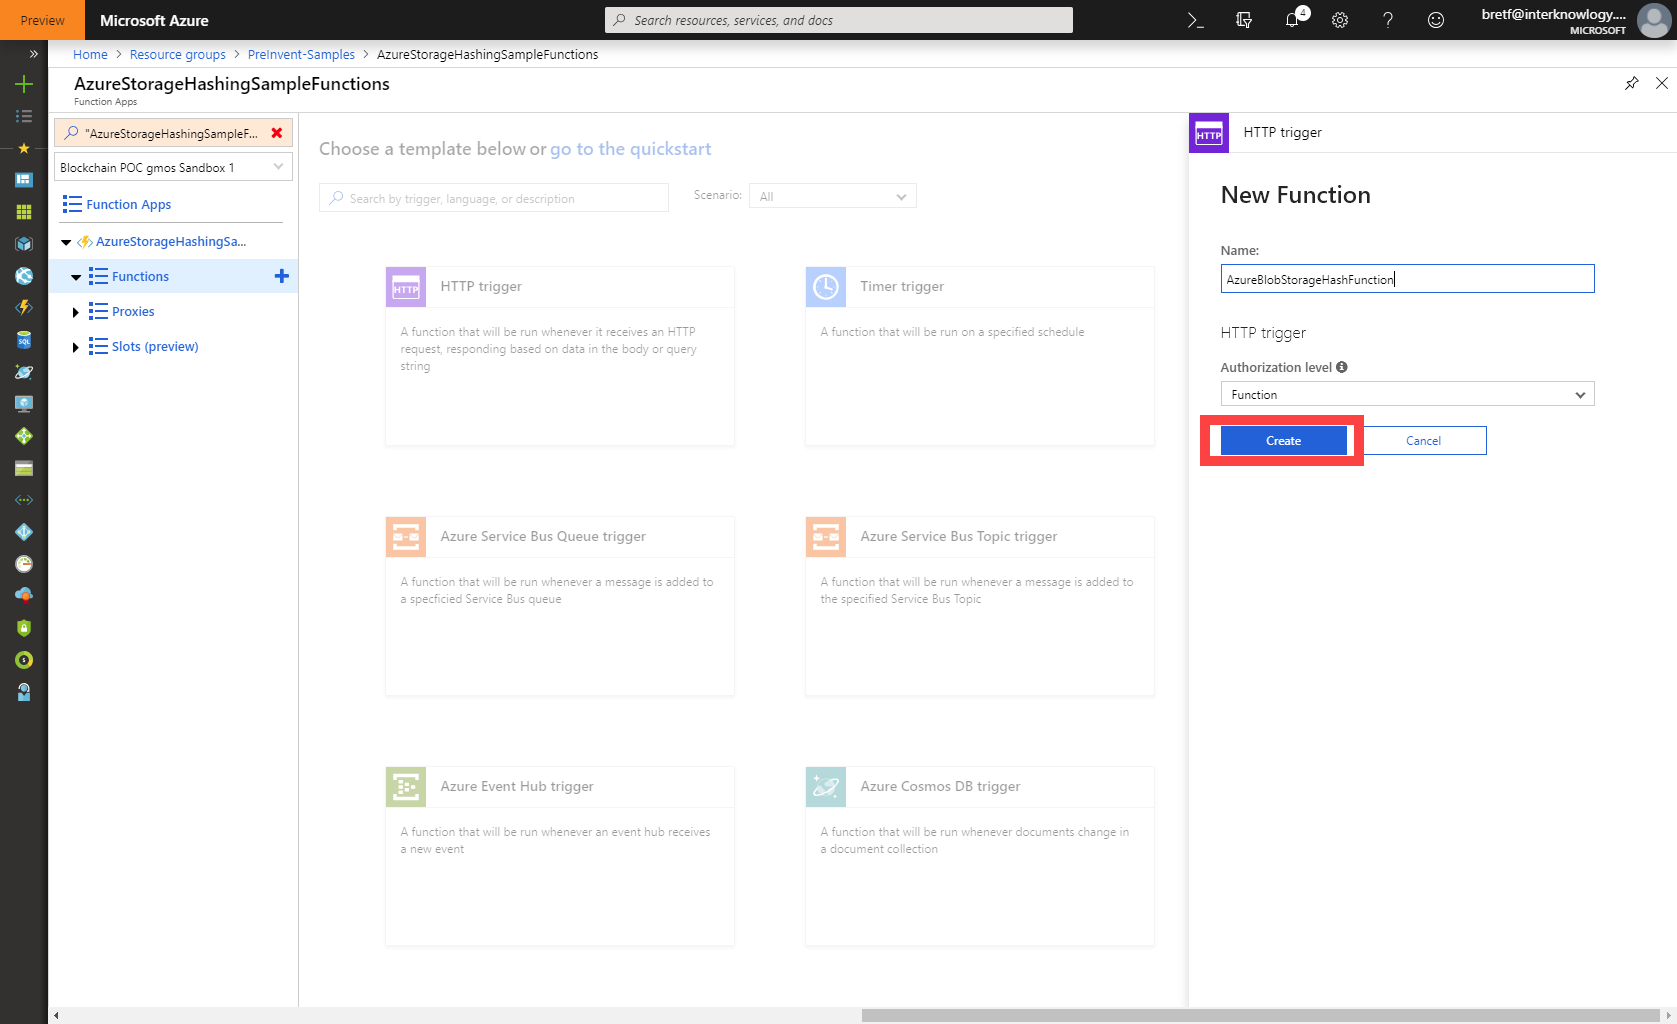 Preview
Microsoft Azure
Search resources, services, and docs
4
bretf@interknowlogy....
MICROSOFT
Home > Resource groups > PreInvent-Samples > AzureStorageHashingSampleFunctions
AzureStorageHashingSampleFunctions
Function Apps
"AzureStorageHashingSampleF...
Blockchain POC gmos Sandbox 1
Function Apps
AzureStorageHashingSa...
Functions
Proxies
Slots (preview)
Choose a template below or go to the quickstart
Search by trigger, language, or description
Scenario: All
HTTP
HTTP trigger
A function that will be run whenever it receives an HTTP
request, responding based on data in the body or query
string
Timer trigger
A function that will be run on a specified schedule
Azure Service Bus Queue trigger
A function that will be run whenever a message is added to
a specficied Service Bus queue
Azure Service Bus Topic trigger
A function that will be run whenever a message is added to
the specified Service Bus Topic
Azure Event Hub trigger
A function that will be run whenever an event hub receives
a new event
Azure Cosmos DB trigger
A function that will be run whenever documents change in
a document collection
HTTP
HTTP trigger
New Function
Name:
AzureBlobStorageHashFunction
HTTP trigger
Authorization level
Function
Create
Cancel
SQL